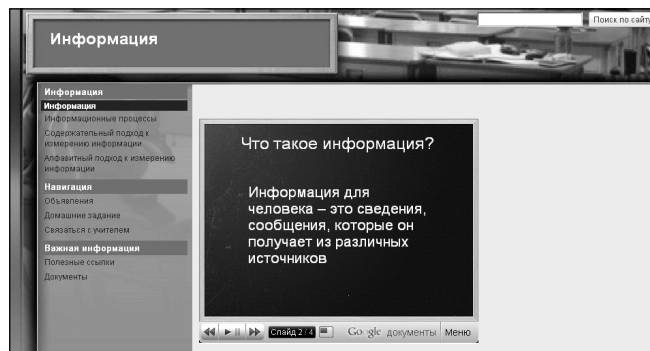 Поиск по сайту
Информация
Информация
Информация
Информационные процессы
Содержательный подход к
измерению информации
Алфавитный подход к измерению
информации
Навигация
Объявления
Домашние задание
Связаться с учителем
Важная информация
Полезные ссылки
Документы
Что такое информация?
Информация для
человека – это сведения,
сообщения, которые он
получает из различных
источников
Слайд 2 / 4
Google документы
Меню